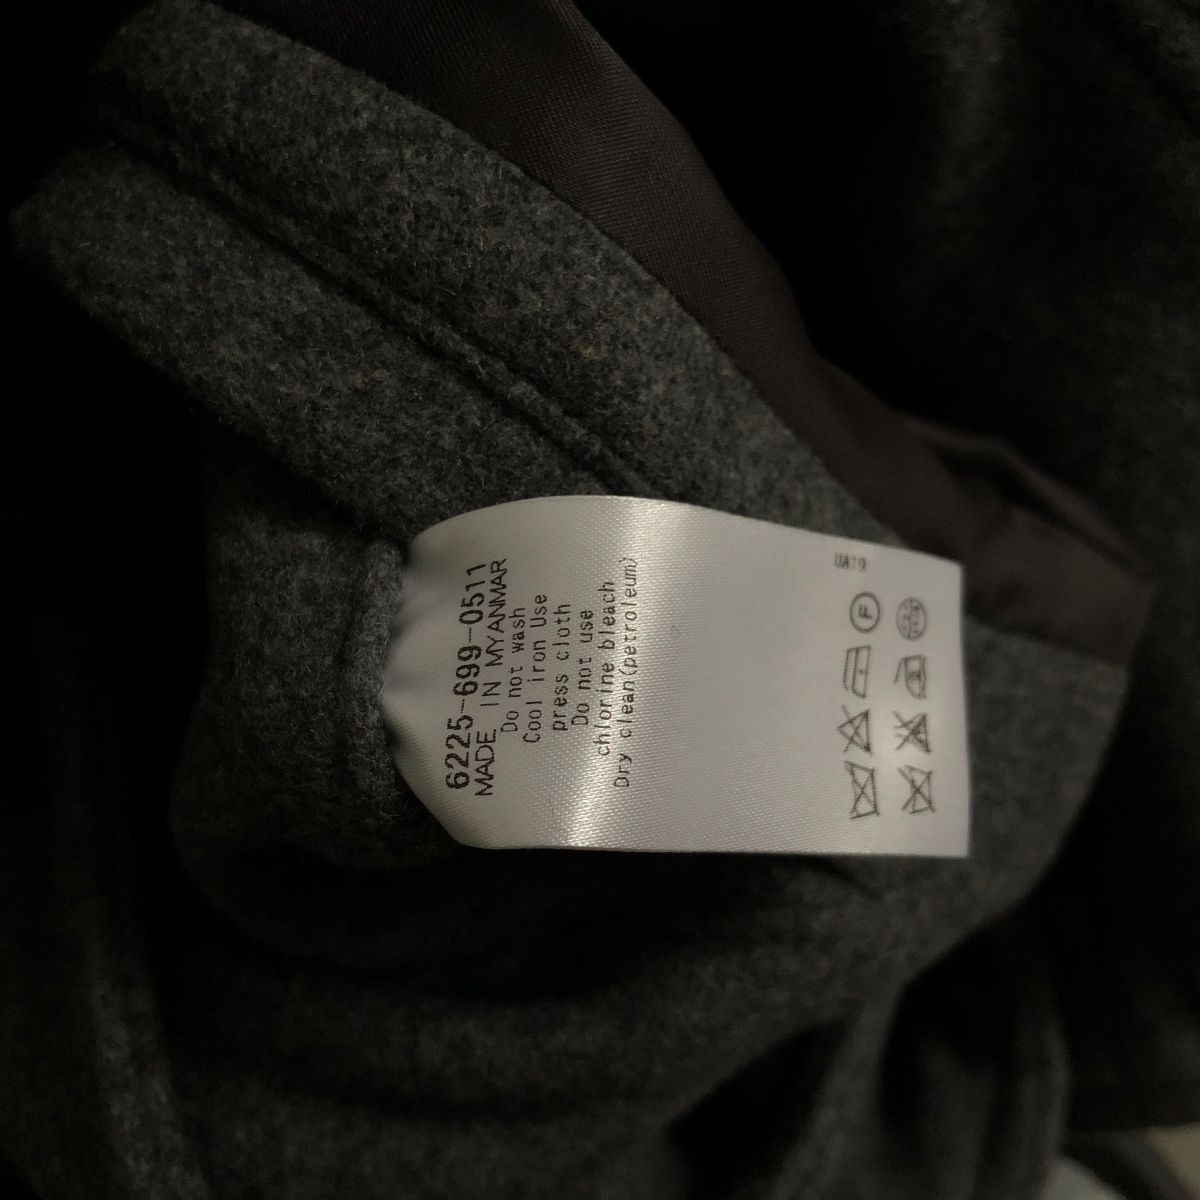 6225-699-0511
MADE IN MYANMAR
Do not wash
Cool iron Use
press cloth
Do not use
chlorine bleach
Dry clean(petroleum)
UA19
F